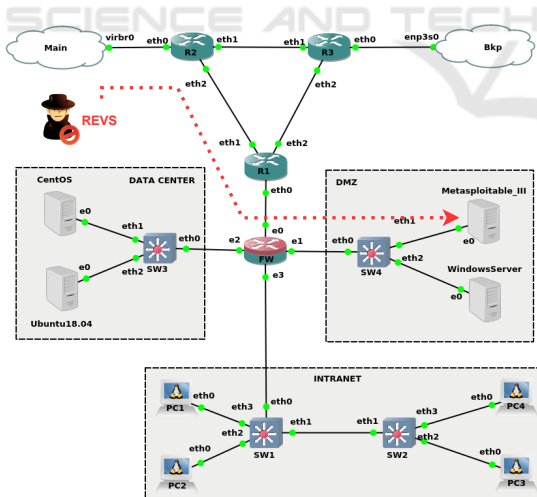 SCIENCE AND TECH
Main
virbr0
eth0
R2
eth1
eth1
R3
eth0
enp3s0
Bkp
eth2
eth2
REVS
eth1
eth2
R1
eth0
CentOS
DATA CENTER
e0
eth1
eth0
SW3
e0
eth2
Ubuntu18.04
e2
e0
FW
e1
e3
DMZ
Metasploitable_III
eth1
e0
eth0
SW4
eth2
WindowsServer
e0
INTRANET
PC1
eth0
eth3
eth0
eth2
eth0
PC2
SW1
eth1
eth1
SW2
eth3
eth0
PC4
eth2
eth0
PC3